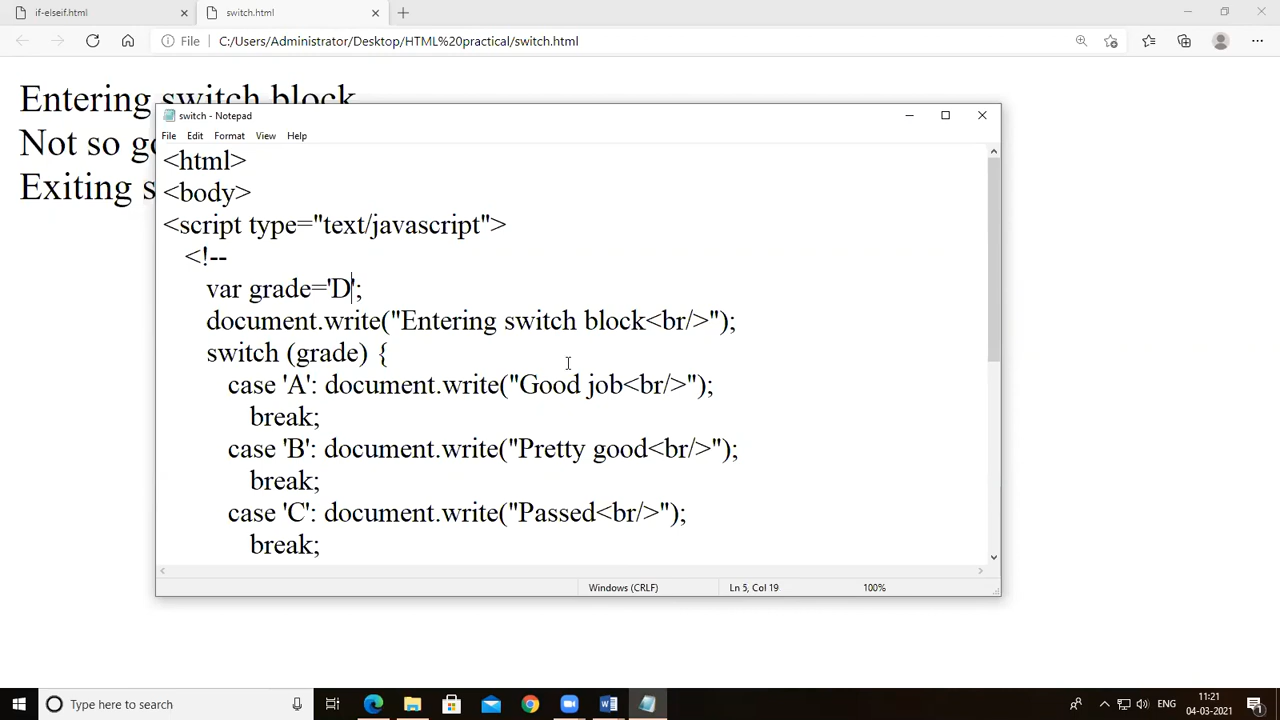 if-elseif.html
switch.html
File
C:/Users/Administrator/Desktop/HTML%20practical/switch.html
Entering switch block
Not so go
Exiting s
switch - Notepad
File Edit Format View Help
<html>
<body>
<script type="text/javascript">
<!--
var grade='D';
document.write("Entering switch block<br/>");
switch (grade) {
case 'A': document.write("Good job<br/>");
break;
case 'B': document.write("Pretty good<br/>");
break;
case 'C': document.write("Passed<br/>");
break;
Windows (CRLF)
Ln 5, Col 19
100%
Type here to search
ENG
11:21
04-03-2021
1